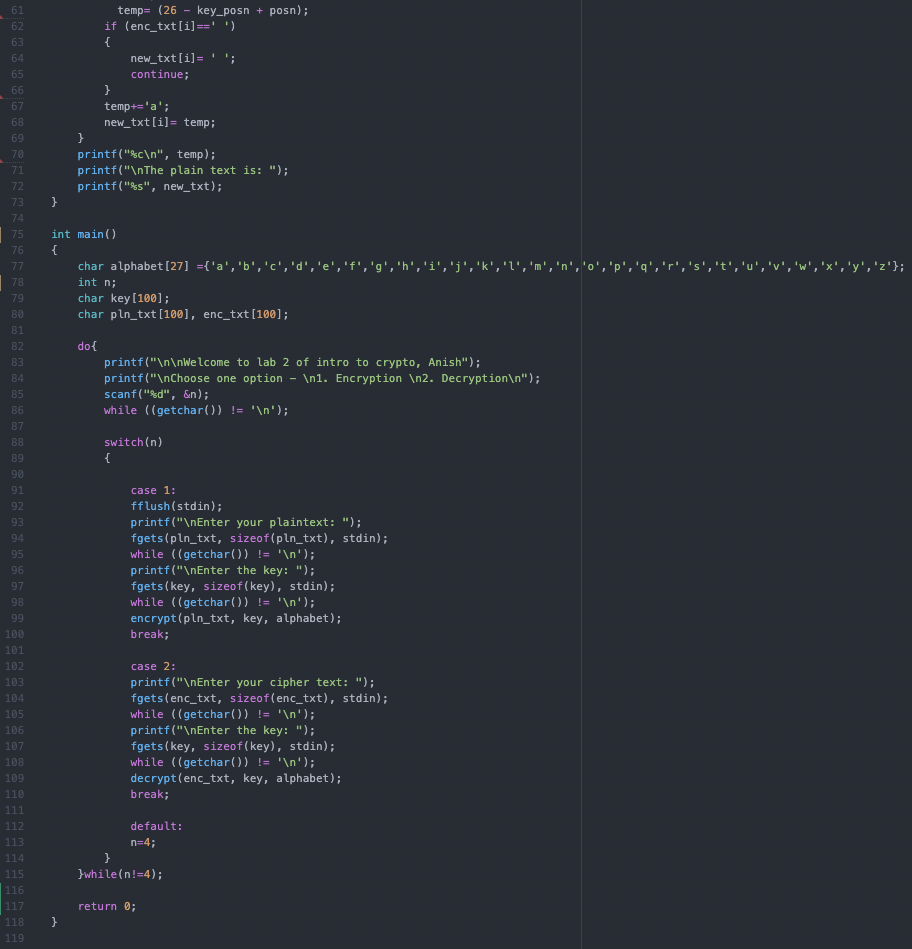 61 temp= (26 - key_posn + posn);
62 if (enc_txt[i]==' ')
63 {
64 new_txt[i]= ' ';
65 continue;
66 }
67 temp+='a';
68 new_txt[i]= temp;
69 }
70 printf("%c\n", temp);
71 printf("\nThe plain text is: ");
72 printf("%s", new_txt);
73 }
74
75 int main()
76 {
77 char alphabet[27] ={'a','b','c','d','e','f','g','h','i','j','k','l','m','n','o','p','q','r','s','t','u','v','w','x','y','z'};
78 int n;
79 char key[100];
80 char pln_txt[100], enc_txt[100];
81
82 do{
83 printf("\n\nWelcome to lab 2 of intro to crypto, Anish");
84 printf("\nChoose one option - \n1. Encryption \n2. Decryption\n");
85 scanf("%d", &n);
86 while ((getchar()) != '\n');
87
88 switch(n)
89 {
90
91 case 1:
92 fflush(stdin);
93 printf("\nEnter your plaintext: ");
94 fgets(pln_txt, sizeof(pln_txt), stdin);
95 while ((getchar()) != '\n');
96 printf("\nEnter the key: ");
97 fgets(key, sizeof(key), stdin);
98 while ((getchar()) != '\n');
99 encrypt(pln_txt, key, alphabet);
100 break;
101
102 case 2:
103 printf("\nEnter your cipher text: ");
104 fgets(enc_txt, sizeof(enc_txt), stdin);
105 while ((getchar()) != '\n');
106 printf("\nEnter the key: ");
107 fgets(key, sizeof(key), stdin);
108 while ((getchar()) != '\n');
109 decrypt(enc_txt, key, alphabet);
110 break;
111
112 default:
113 n=4;
114 }
115 }while(n!=4);
116
117 return 0;
118 }
119